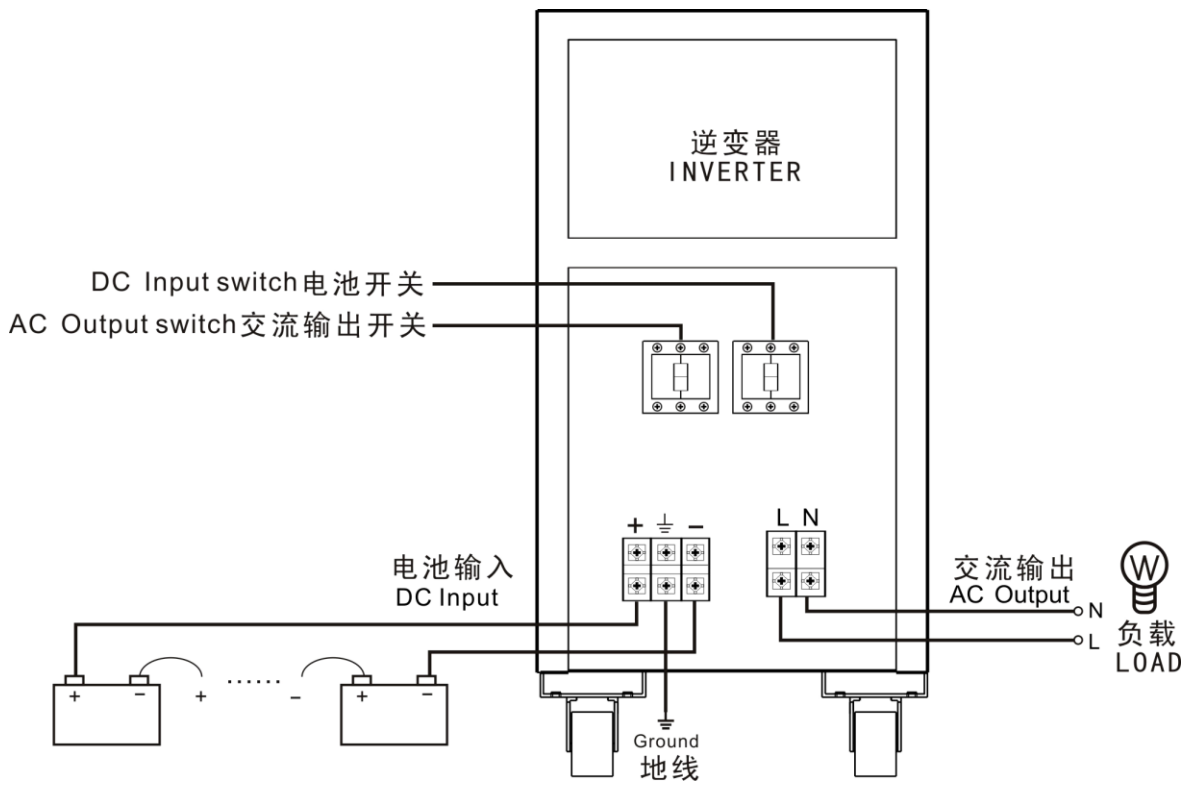 逆变器
INVERTER
DC Input switch电池开关
AC Output switch交流输出开关
+ ⏚ −
L N
电池输入
DC Input
交流输出
AC Output
N
L
W
负载
LOAD
+ − + ...... − + −
Ground
地线